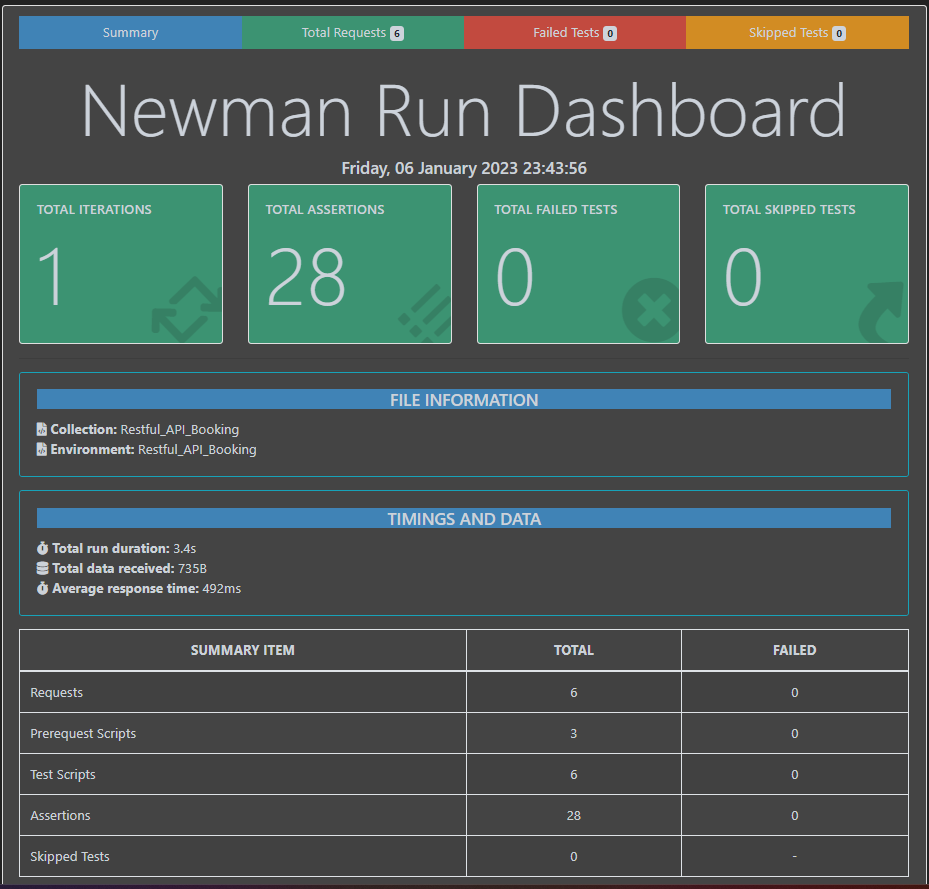 Summary Total Requests 6 Failed Tests 0 Skipped Tests 0
Newman Run Dashboard
Friday, 06 January 2023 23:43:56
TOTAL ITERATIONS TOTAL ASSERTIONS TOTAL FAILED TESTS TOTAL SKIPPED TESTS
1 28 0 0
FILE INFORMATION
Collection: Restful_API_Booking
Environment: Restful_API_Booking
TIMINGS AND DATA
Total run duration: 3.4s
Total data received: 735B
Average response time: 492ms
SUMMARY ITEM TOTAL FAILED
Requests 6 0
Prerequest Scripts 3 0
Test Scripts 6 0
Assertions 28 0
Skipped Tests 0 -